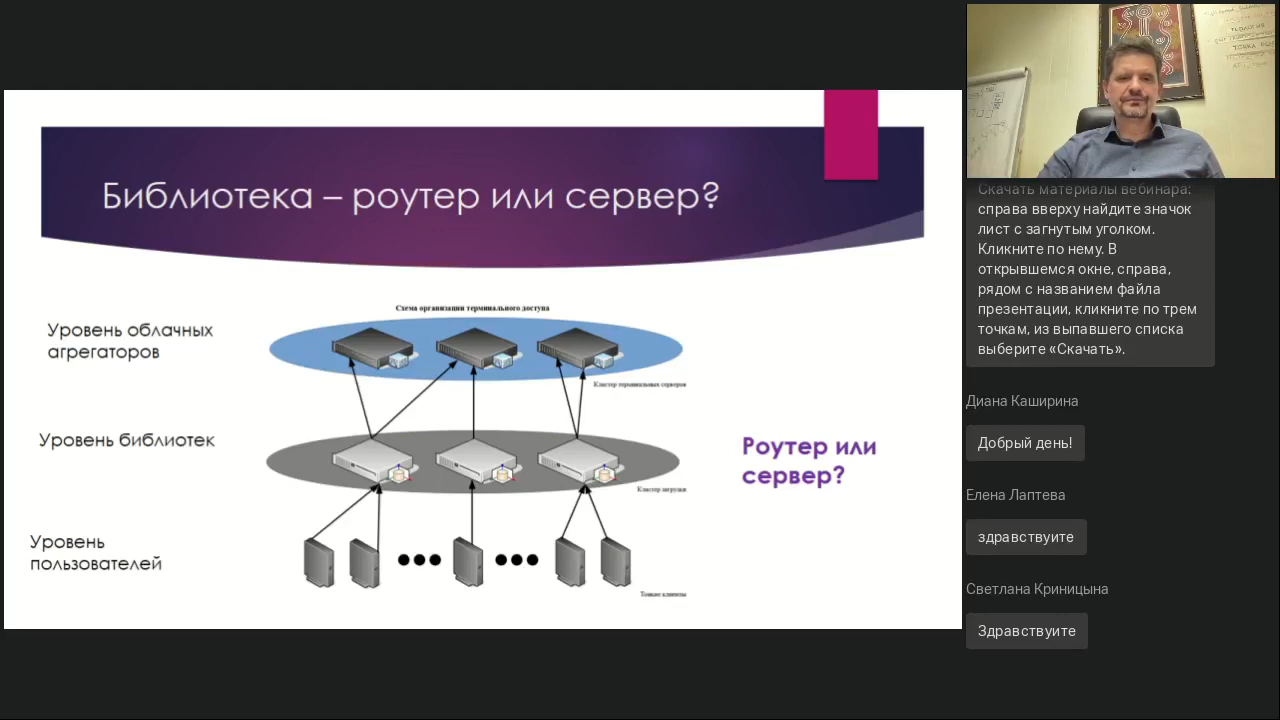 Библиотека – роутер или сервер?
Схема организации терминального доступа
Уровень облачных
агрегаторов
Кластер терминальных серверов
Уровень библиотек
Роутер или
сервер?
Кластер нагрузки
Уровень
пользователей
Тонкие клиенты
Скачать материалы вебинара:
справа вверху найдите значок
лист с загнутым уголком.
Кликните по нему. В
открывшемся окне, справа,
рядом с названием файла
презентации, кликните по трем
точкам, из выпавшего списка
выберите «Скачать».
Диана Каширина
Добрый день!
Елена Лаптева
здравствуите
Светлана Криницына
Здравствуите